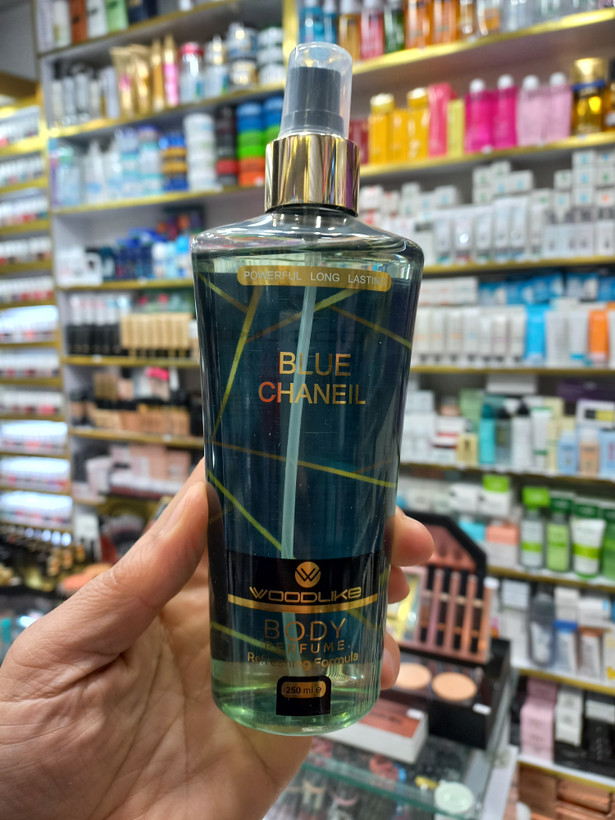 POWERFUL LONG LASTING
BLUE
CHANEIL
W
WOODLIKE
BODY
PERFUME
Refreshing Formula
250 ml e